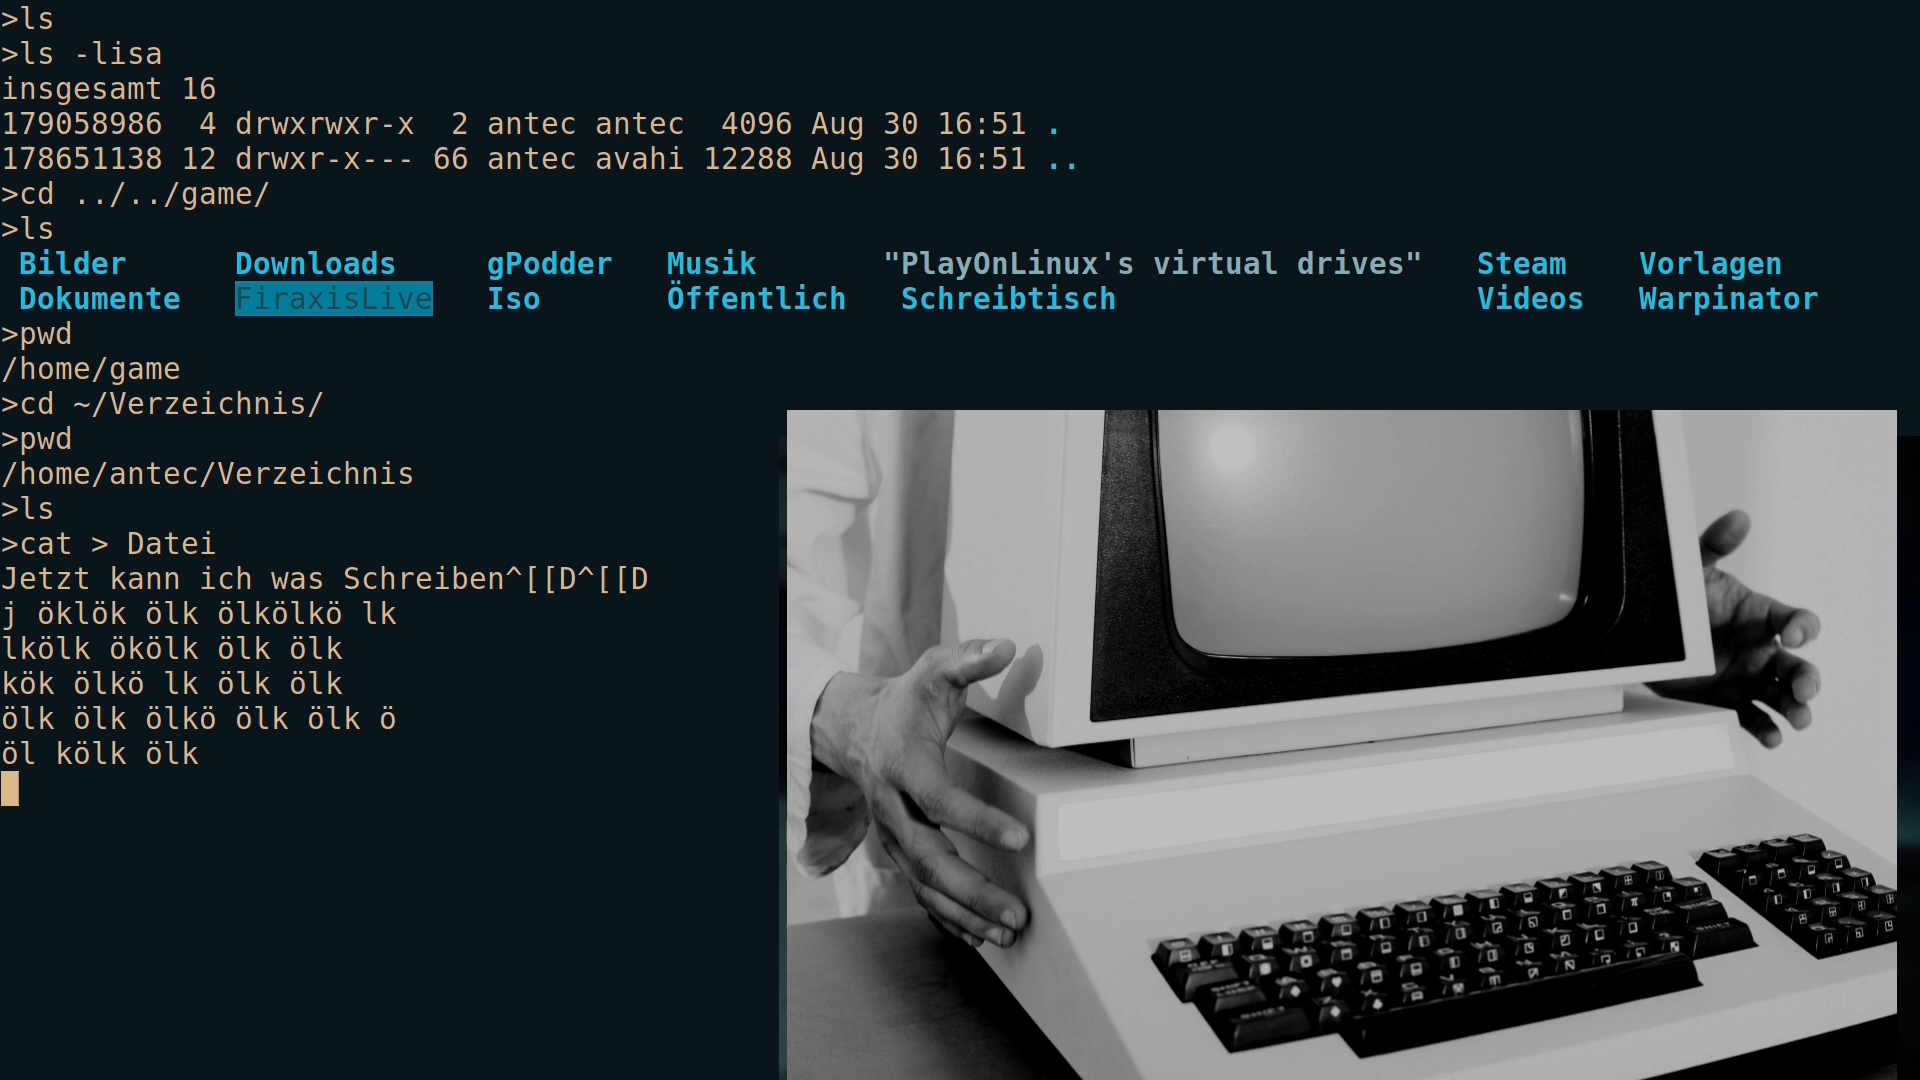 >ls
>ls -lisa
insgesamt 16
179058986  4 drwxrwxr-x  2 antec antec  4096 Aug 30 16:51 .
178651138 12 drwxr-x--- 66 antec avahi 12288 Aug 30 16:51 ..
>cd ../../game/
>ls
 Bilder      Downloads     gPodder   Musik       "PlayOnLinux's virtual drives"   Steam    Vorlagen
 Dokumente   FiraxisLive   Iso       Öffentlich   Schreibtisch                    Videos   Warpinator
>pwd
/home/game
>cd ~/Verzeichnis/
>pwd
/home/antec/Verzeichnis
>ls
>cat > Datei
Jetzt kann ich was Schreiben^[[D^[[D
j öklök ölk ölkölkö lk
lkölk ökölk ölk ölk
kök ölkö lk ölk ölk
ölk ölk ölkö ölk ölk ö
öl kölk ölk